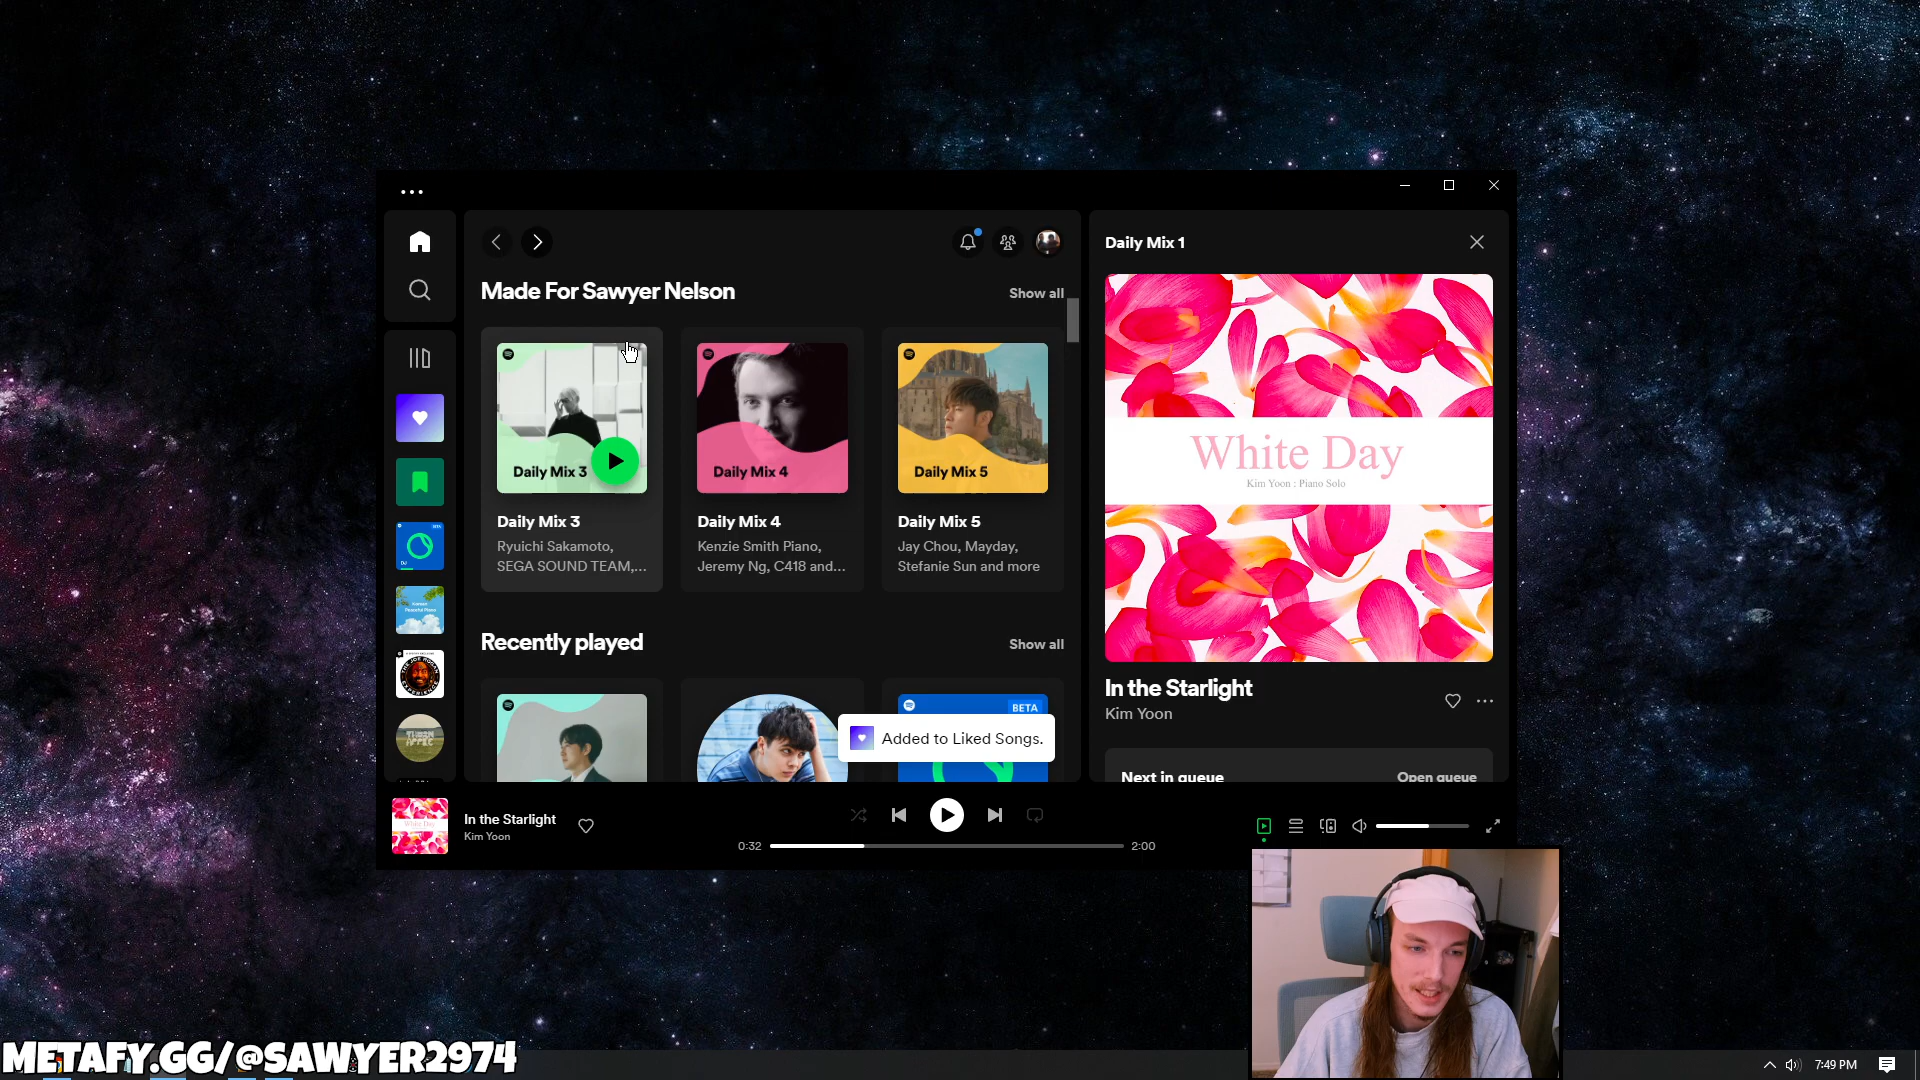 Made For Sawyer Nelson
Show all
Daily Mix 3
Daily Mix 4
Daily Mix 5
Daily Mix 3
Ryuichi Sakamoto,
SEGA SOUND TEAM,...
Daily Mix 4
Kenzie Smith Piano,
Jeremy Ng, C418 and...
Daily Mix 5
Jay Chou, Mayday,
Stefanie Sun and more
Recently played
Show all
BETA
Added to Liked Songs.
Daily Mix 1
White Day
Kim Yoon : Piano Solo
In the Starlight
Kim Yoon
Next in queue
Open queue
In the Starlight
Kim Yoon
0:32
2:00
METAFY.GG/@SAWYER2974
7:49 PM